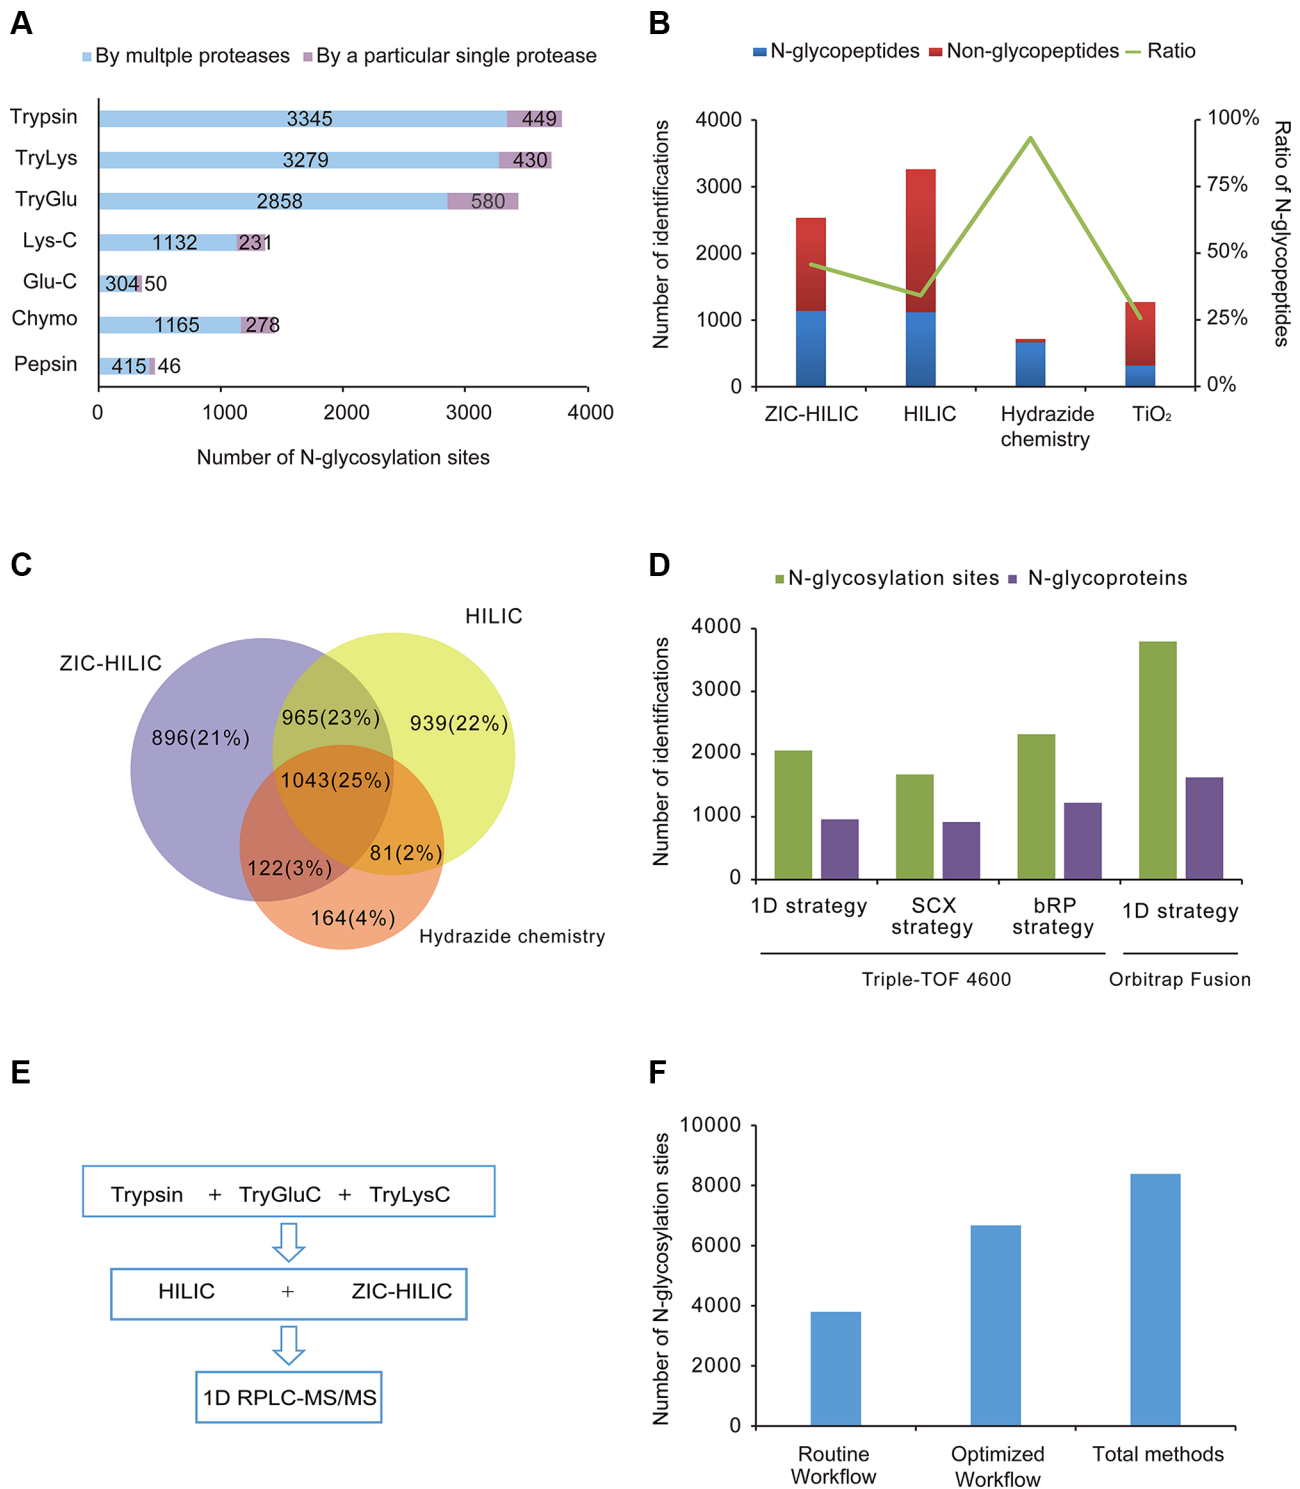 A
By multple proteases By a particular single protease
Trypsin 3345 449
TryLys 3279 430
TryGlu 2858 580
Lys-C 1132 231
Glu-C 304 50
Chymo 1165 278
Pepsin 415 46
0 1000 2000 3000 4000
Number of N-glycosylation sites
B
N-glycopeptides Non-glycopeptides Ratio
Number of identifications
4000
3000
2000
1000
0
100%
75%
50%
25%
0%
Ratio of N-glycopeptides
ZIC-HILIC HILIC Hydrazide TiO₂
chemistry
C
HILIC
ZIC-HILIC
965(23%)
939(22%)
896(21%)
1043(25%)
81(2%)
122(3%)
164(4%)
Hydrazide chemistry
D
N-glycosylation sites N-glycoproteins
Number of identifications
4000
3000
2000
1000
0
1D strategy SCX bRP 1D strategy
strategy strategy
Triple-TOF 4600 Orbitrap Fusion
E
Trypsin + TryGluC + TryLysC
HILIC + ZIC-HILIC
1D RPLC-MS/MS
F
Number of N-glycosylation sties
10000
8000
6000
4000
2000
0
Routine Optimized Total methods
Workflow Workflow